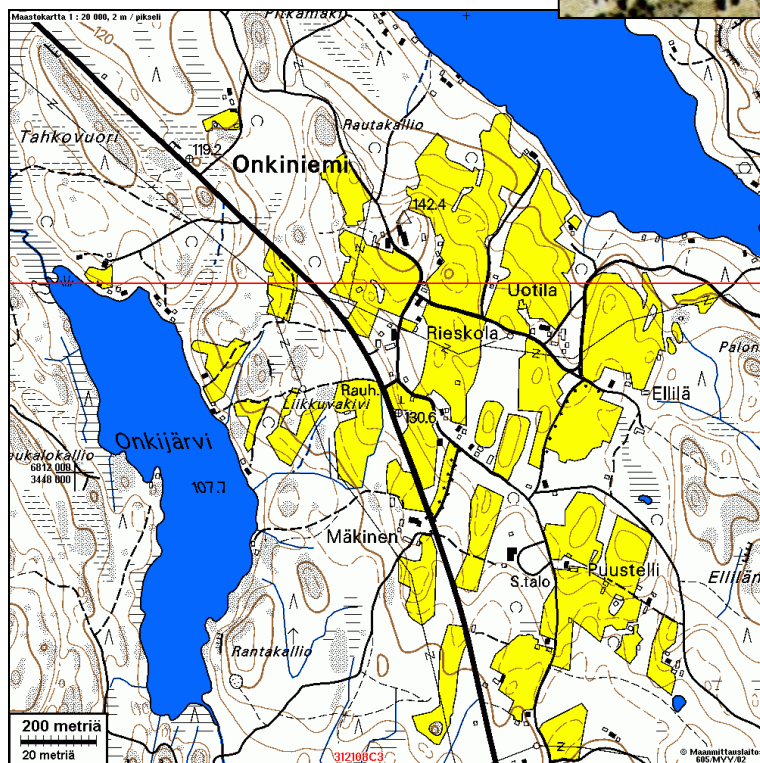 Maastokartta 1 : 20 000, 2 m / pikseli
Pitkämäki
120
Rautakallio
Tahkovuori
119.2
Onkiniemi
142.4
Uotila
Rieskola
Palon
Rauh.
Liikkuvakivi
Ellilä
130.6
Onkijärvi
aukalokallio
6812 000
3448 000
107.7
Mäkinen
S.talo
Puustelli
Ellilän
Rantakallio
200 metriä
20 metriä
312108C3
© Maanmittauslaitos
605/MYY/02